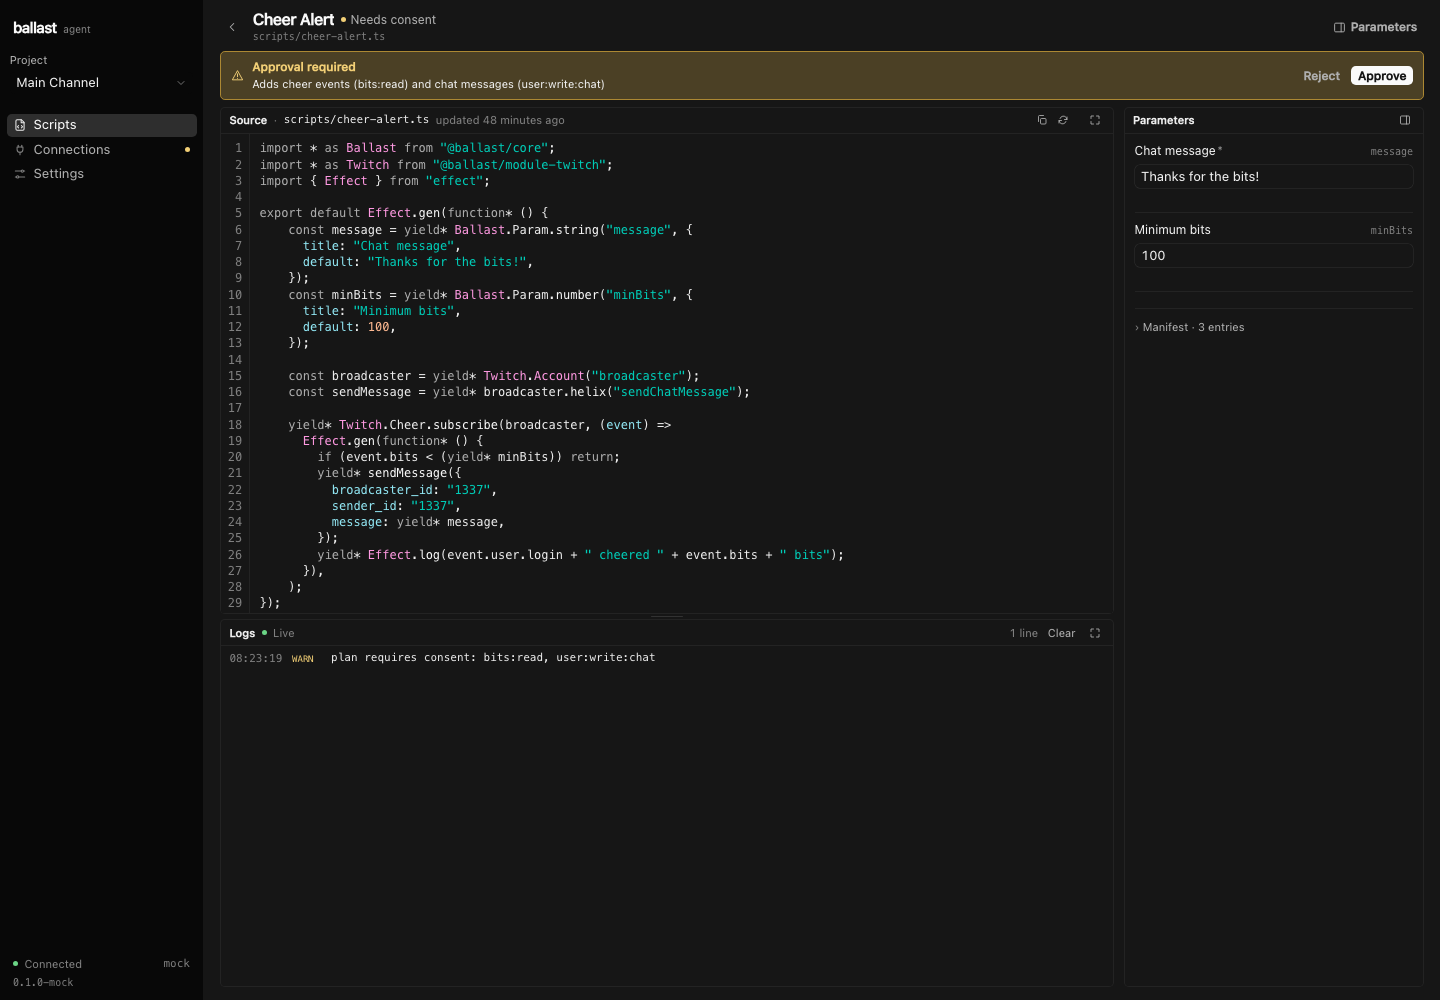 ballast agent
Project
Main Channel
Scripts
Connections
Settings
Connected mock
0.1.0-mock
Cheer Alert Needs consent
scripts/cheer-alert.ts
Parameters
Approval required
Adds cheer events (bits:read) and chat messages (user:write:chat)
Reject Approve
Source · scripts/cheer-alert.ts updated 48 minutes ago
1 import * as Ballast from "@ballast/core";
2 import * as Twitch from "@ballast/module-twitch";
3 import { Effect } from "effect";
4
5 export default Effect.gen(function* () {
6     const message = yield* Ballast.Param.string("message", {
7       title: "Chat message",
8       default: "Thanks for the bits!",
9     });
10     const minBits = yield* Ballast.Param.number("minBits", {
11       title: "Minimum bits",
12       default: 100,
13     });
14
15     const broadcaster = yield* Twitch.Account("broadcaster");
16     const sendMessage = yield* broadcaster.helix("sendChatMessage");
17
18     yield* Twitch.Cheer.subscribe(broadcaster, (event) =>
19       Effect.gen(function* () {
20         if (event.bits < (yield* minBits)) return;
21         yield* sendMessage({
22           broadcaster_id: "1337",
23           sender_id: "1337",
24           message: yield* message,
25         });
26         yield* Effect.log(event.user.login + " cheered " + event.bits + " bits");
27       }),
28     );
29 });
Logs Live 1 line Clear
08:23:19 WARN plan requires consent: bits:read, user:write:chat
Parameters
Chat message* message
Thanks for the bits!
Minimum bits minBits
100
› Manifest · 3 entries